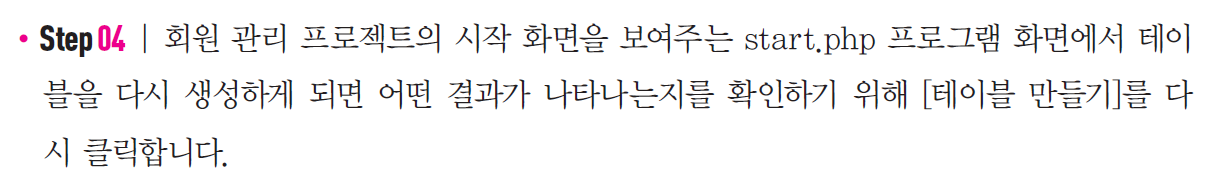 • Step 04 | 회원 관리 프로젝트의 시작 화면을 보여주는 start.php 프로그램 화면에서 테이
블을 다시 생성하게 되면 어떤 결과가 나타나는지를 확인하기 위해 [테이블 만들기]를 다
시 클릭합니다.